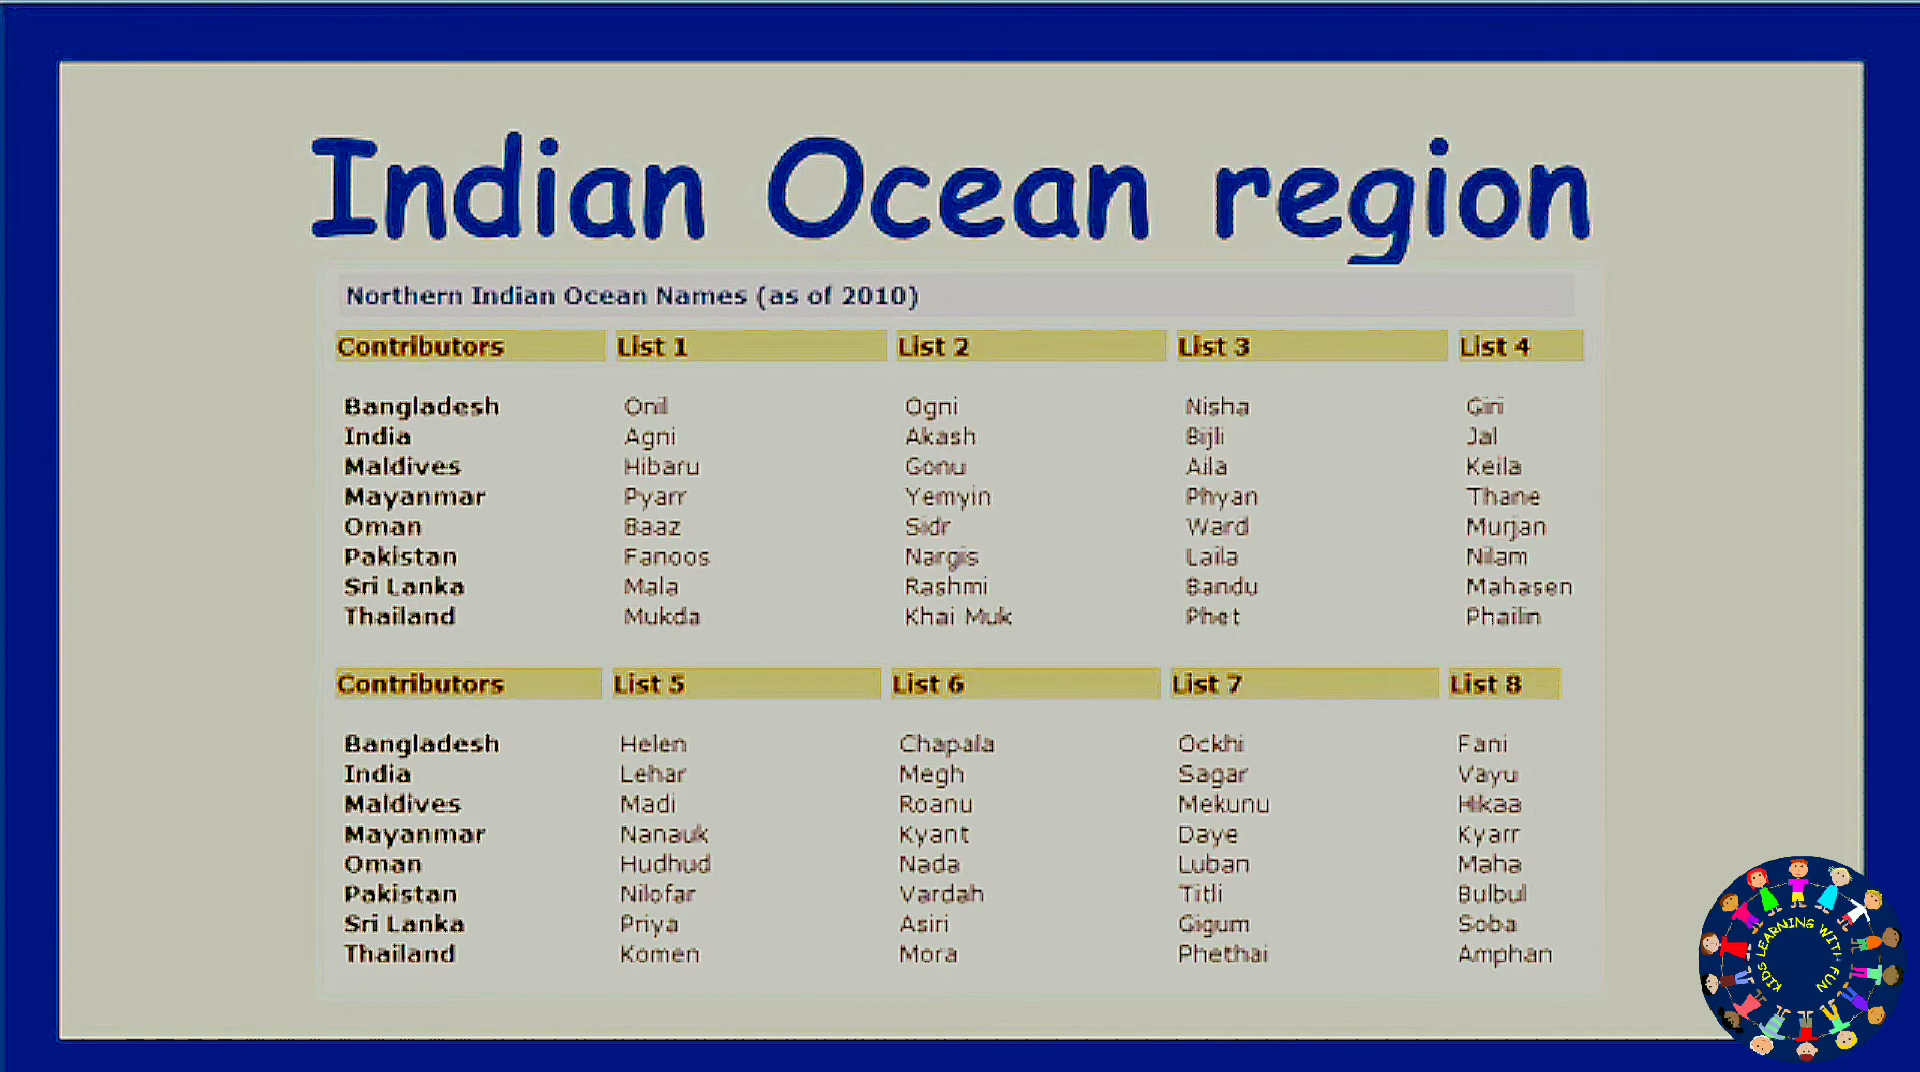 Indian Ocean region
Northern Indian Ocean Names (as of 2010)
Contributors List 1 List 2 List 3 List 4
Bangladesh Onil Ogni Nisha Giri
India Agni Akash Bijli Jal
Maldives Hibaru Gonu Aila Keila
Mayanmar Pyarr Yemyin Phyan Thane
Oman Baaz Sidr Ward Murjan
Pakistan Fanoos Nargis Laila Nilam
Sri Lanka Mala Rashmi Bandu Mahasen
Thailand Mukda Khai Muk Phet Phailin
Contributors List 5 List 6 List 7 List 8
Bangladesh Helen Chapala Ockhi Fani
India Lehar Megh Sagar Vayu
Maldives Madi Roanu Mekunu Hikaa
Mayanmar Nanauk Kyant Daye Kyarr
Oman Hudhud Nada Luban Maha
Pakistan Nilofar Vardah Titli Bulbul
Sri Lanka Priya Asiri Gigum Soba
Thailand Komen Mora Phethai Amphan
KIDS LEARNING WITH FUN